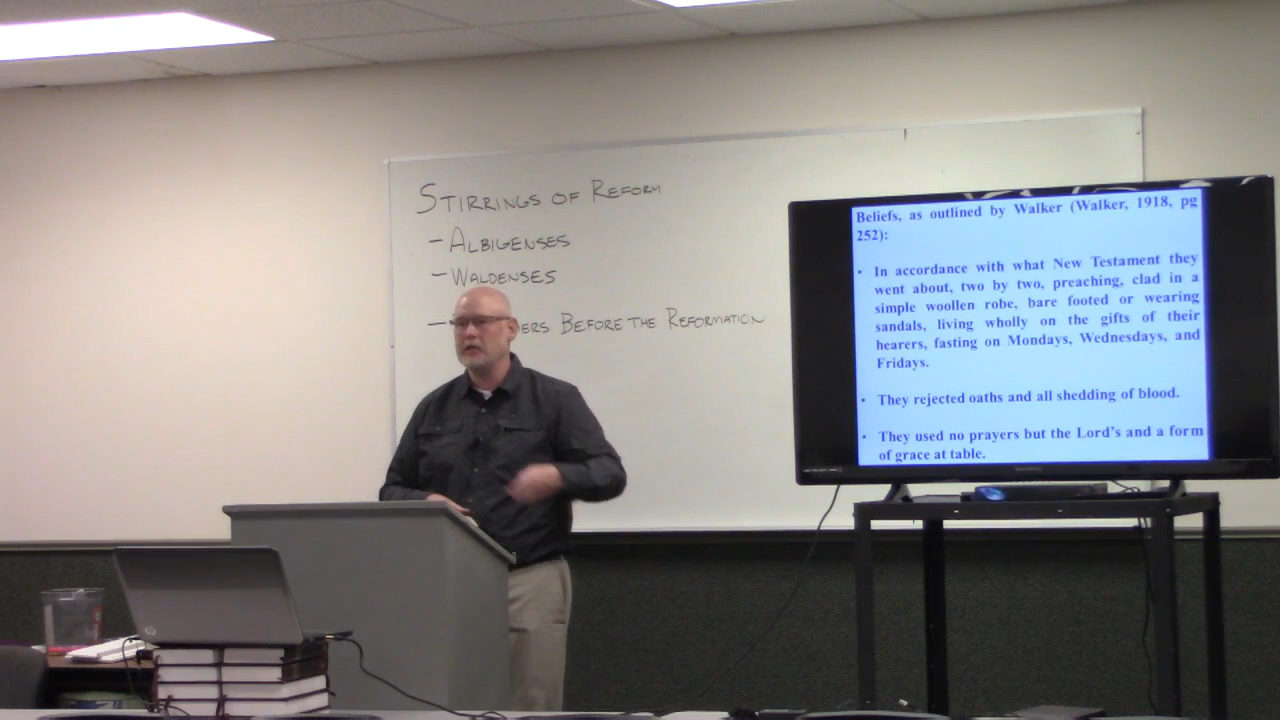 STIRRINGS OF REFORM
- ALBIGENSES
- WALDENSES
- ERS BEFORE THE REFORMATION
Beliefs, as outlined by Walker (Walker, 1918, pg
252):
• In accordance with what New Testament they
went about, two by two, preaching, clad in a
simple woollen robe, bare footed or wearing
sandals, living wholly on the gifts of their
hearers, fasting on Mondays, Wednesdays, and
Fridays.
• They rejected oaths and all shedding of blood.
• They used no prayers but the Lord's and a form
of grace at table.
hp